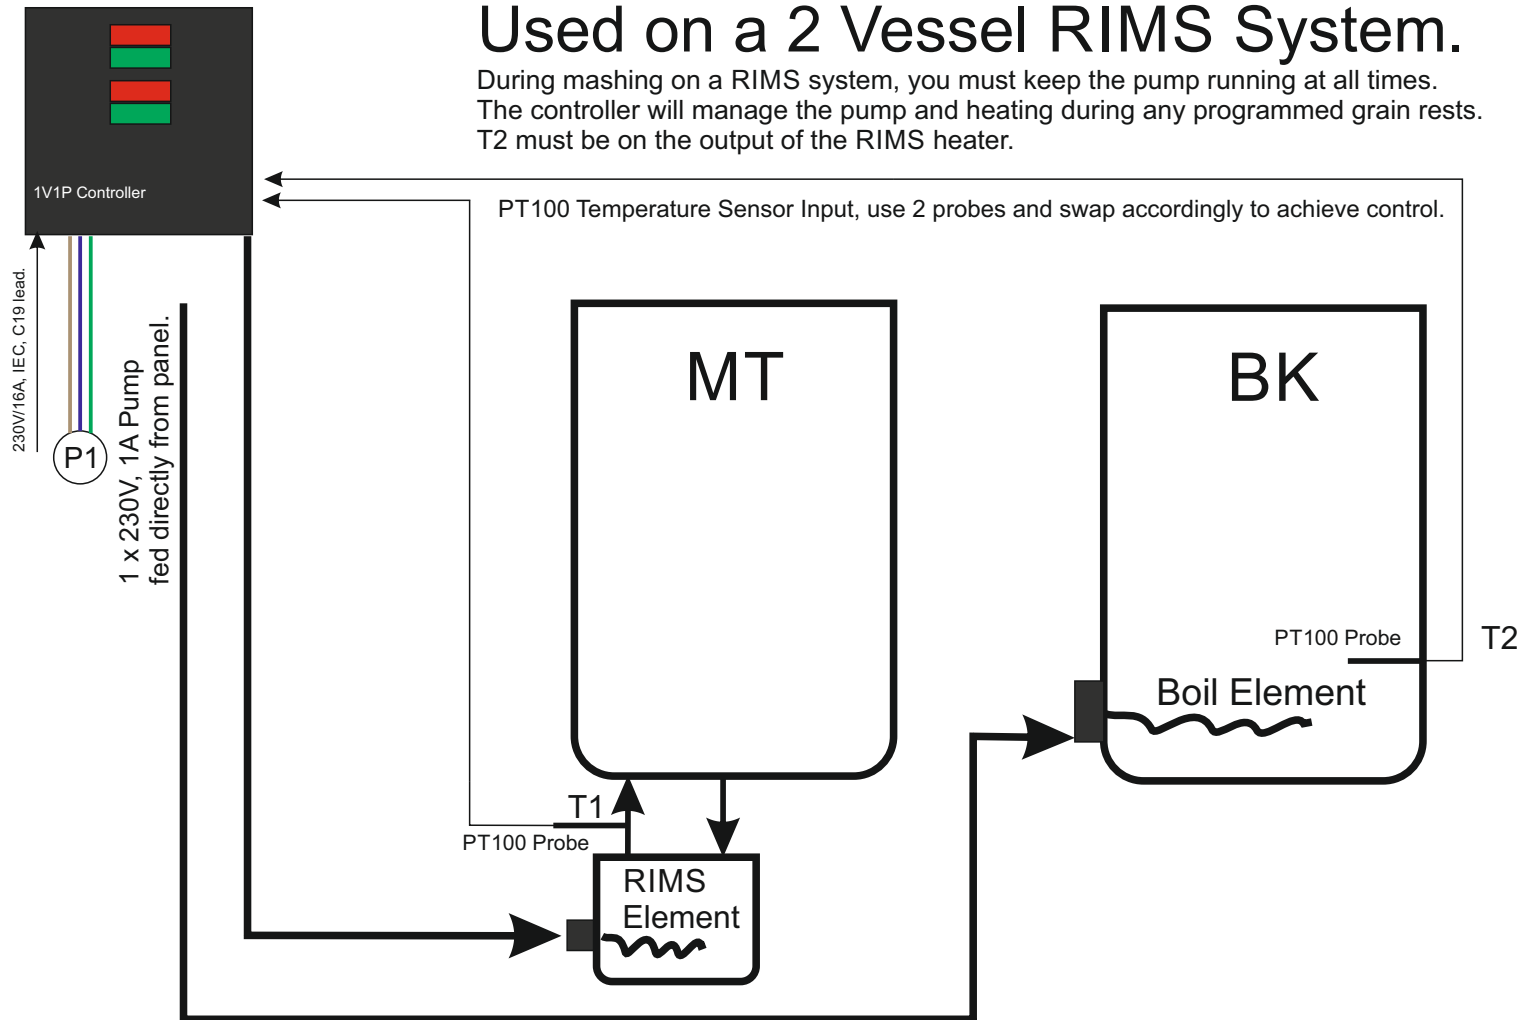 Used on a 2 Vessel RIMS System.
During mashing on a RIMS system, you must keep the pump running at all times.
The controller will manage the pump and heating during any programmed grain rests.
T2 must be on the output of the RIMS heater.
1V1P Controller
PT100 Temperature Sensor Input, use 2 probes and swap accordingly to achieve control.
230V/16A, IEC, C19 lead.
P1
1 x 230V, 1A Pump
fed directly from panel.
MT
BK
PT100 Probe
T2
Boil Element
T1
PT100 Probe
RIMS
Element